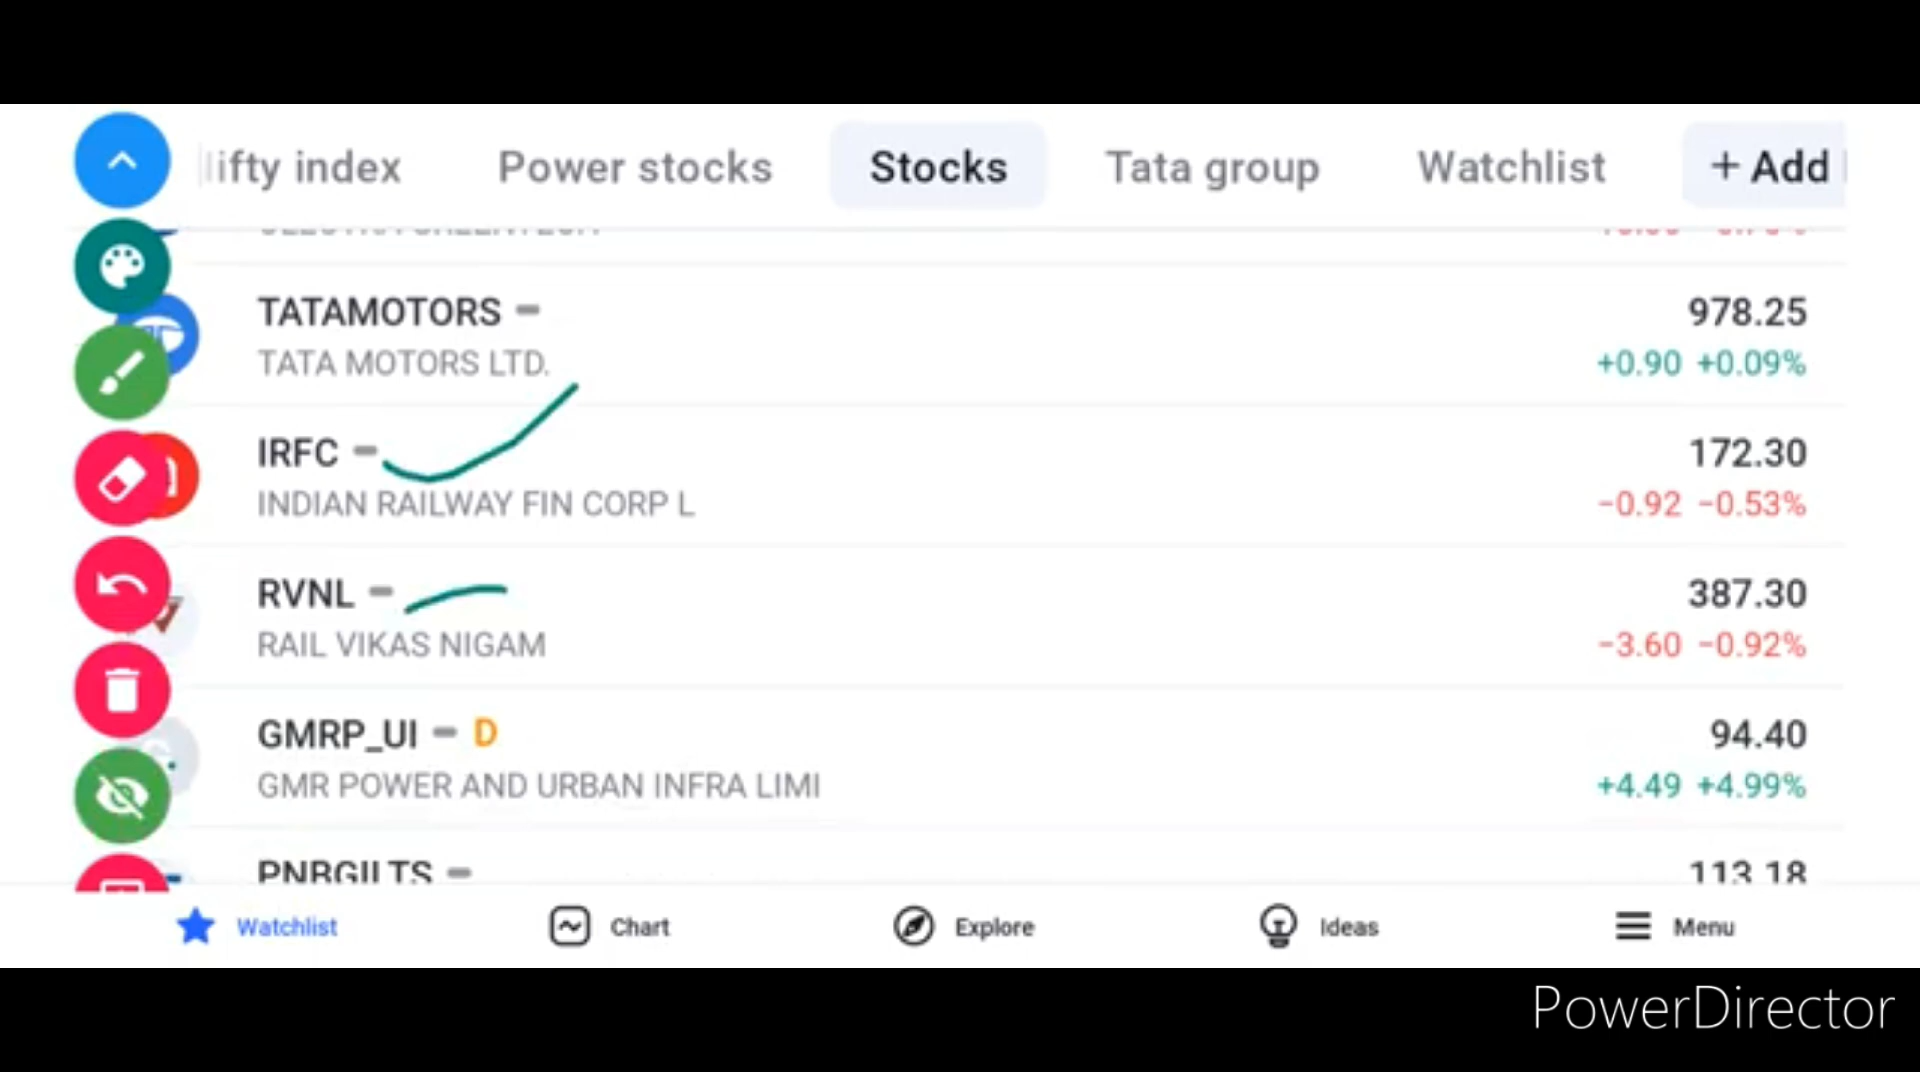 ifty index Power stocks Stocks Tata group Watchlist + Add
TATAMOTORS 978.25
TATA MOTORS LTD. +0.90 +0.09%
IRFC 172.30
INDIAN RAILWAY FIN CORP L −0.92 −0.53%
RVNL 387.30
RAIL VIKAS NIGAM −3.60 −0.92%
GMRP_UI D 94.40
GMR POWER AND URBAN INFRA LIMI +4.49 +4.99%
PNBGILTS 113.18
Watchlist Chart Explore Ideas Menu
PowerDirector